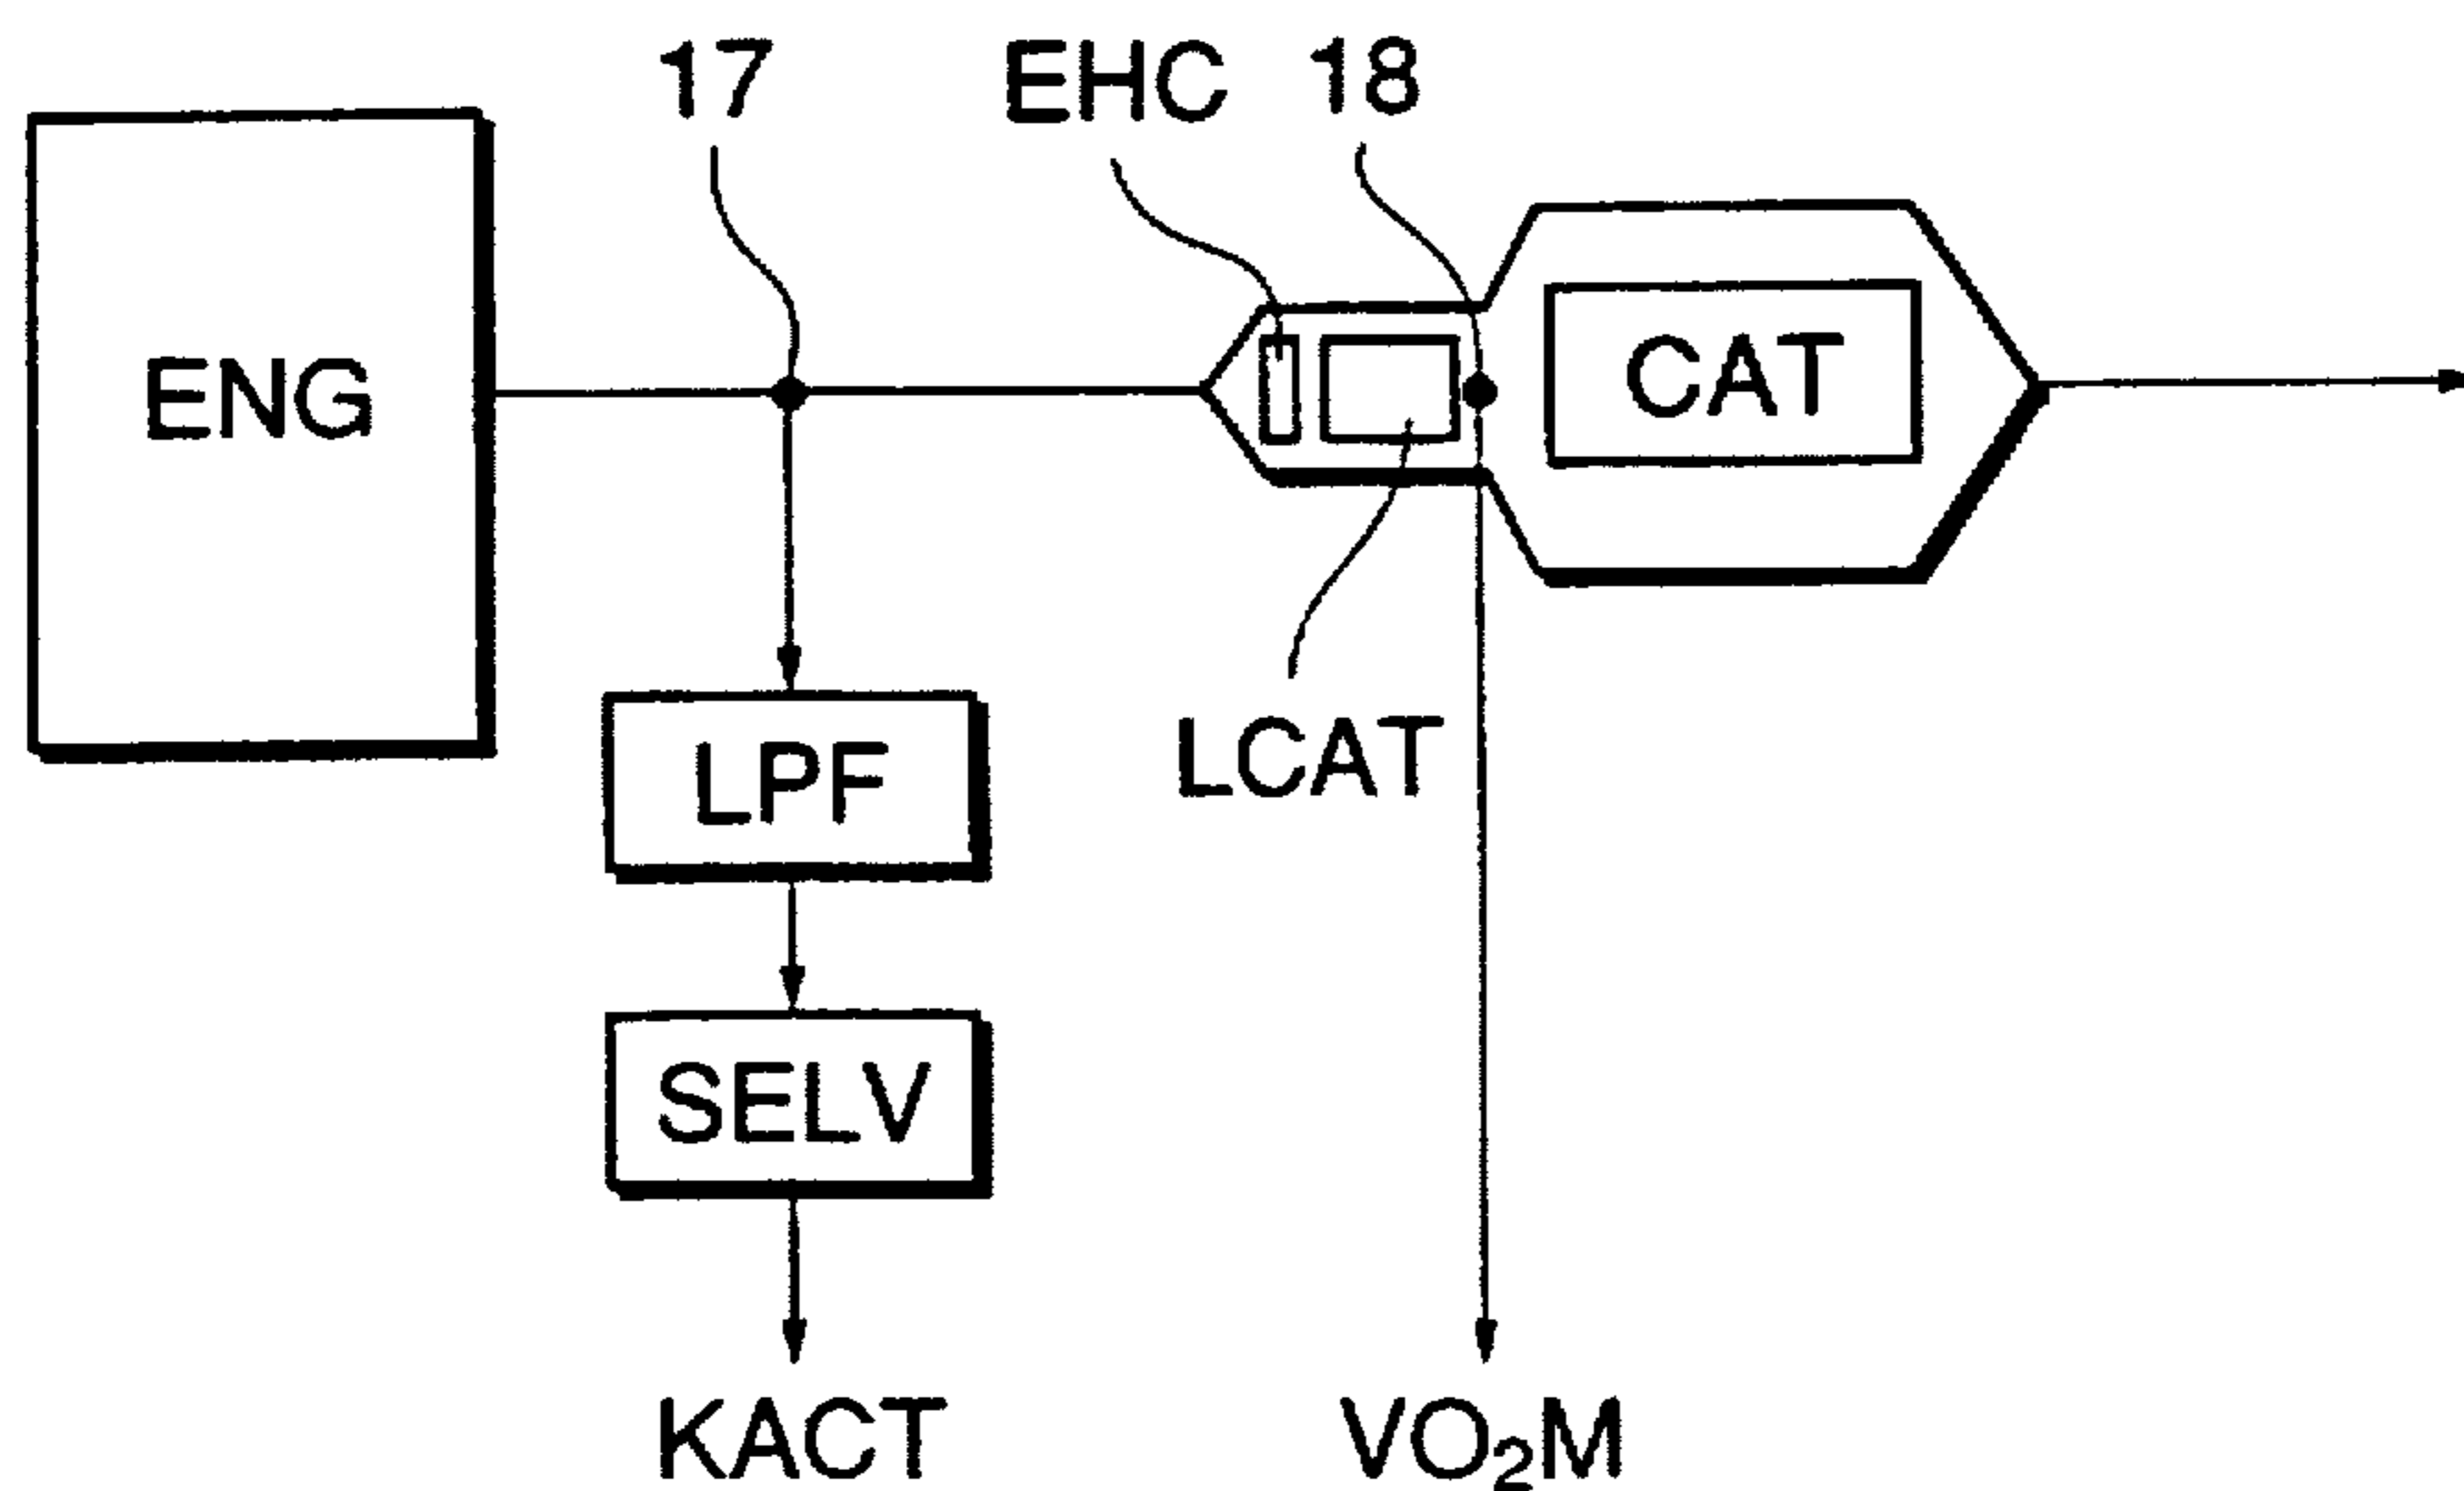 17
EHC
18
ENG
CAT
LPF
LCAT
SELV
KACT
VO₂M